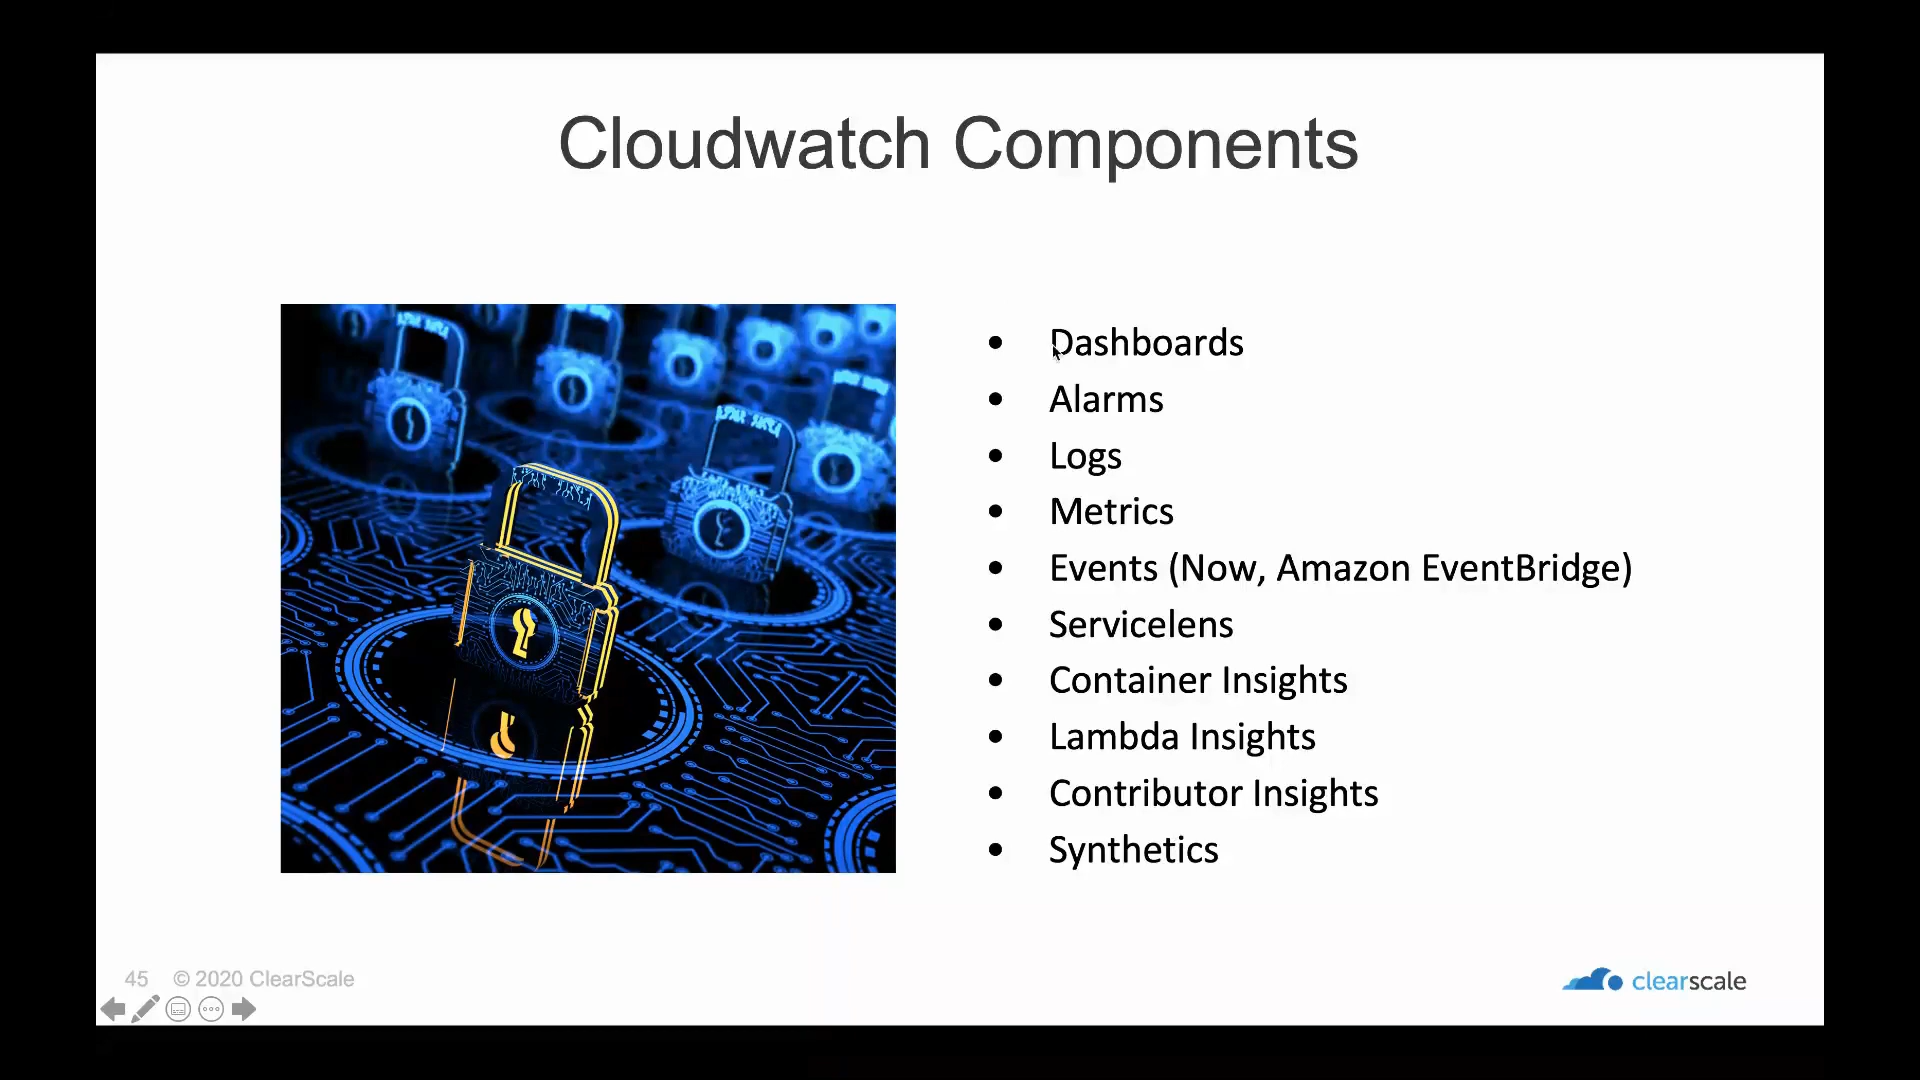 Cloudwatch Components
• Dashboards
• Alarms
• Logs
• Metrics
• Events (Now, Amazon EventBridge)
• Servicelens
• Container Insights
• Lambda Insights
• Contributor Insights
• Synthetics
45 © 2020 ClearScale
clearscale